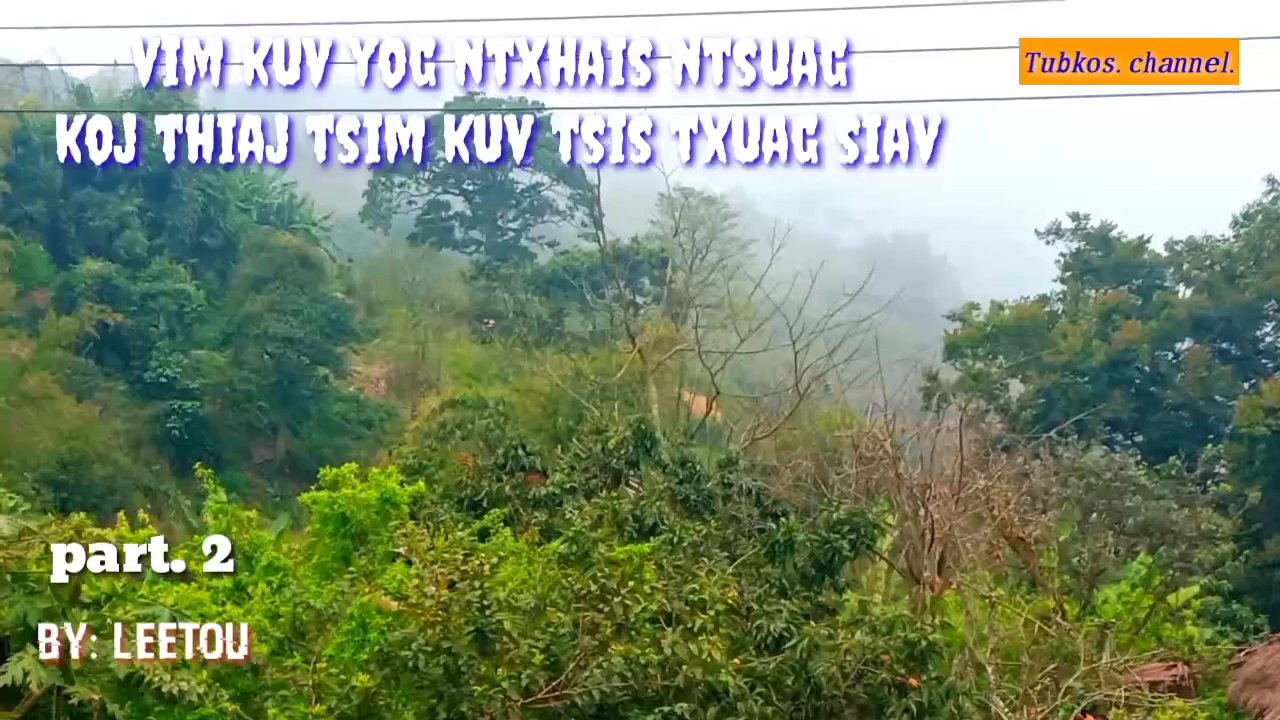 VIM KUV YOG NTXHAIS NTSUAG
Tubkos. channel.
KOJ THIAJ TSIM KUV TSIS TXUAG SIAV
part. 2
BY: LEETOU